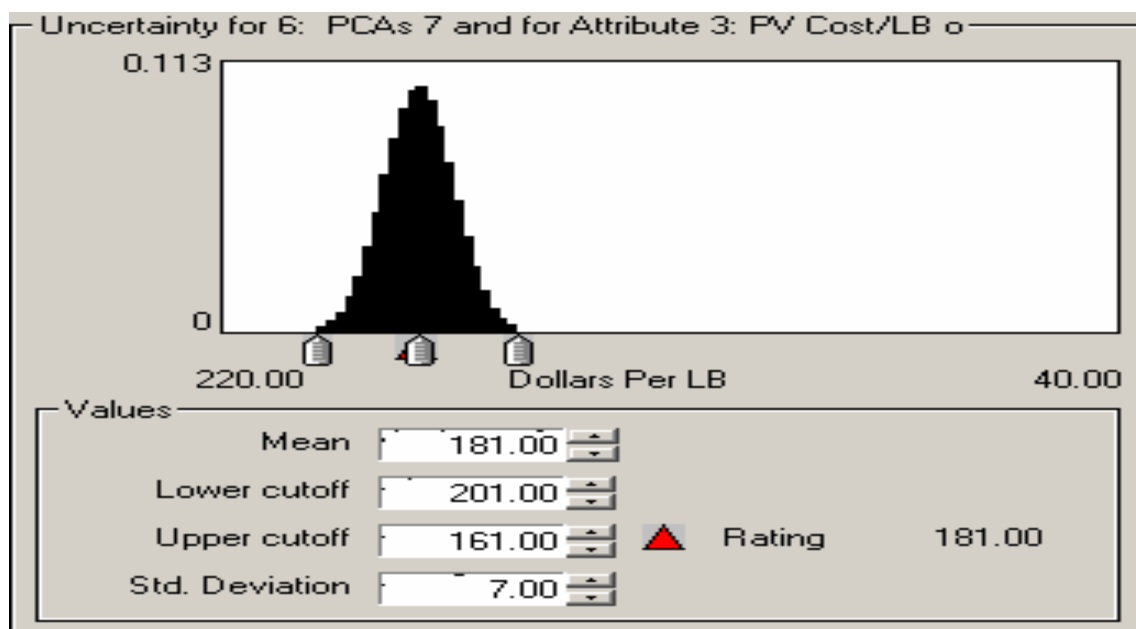 Uncertainty for 6: PCAs 7 and for Attribute 3: PV Cost/LB o
0.113
0
220.00 Dollars Per LB 40.00
Values
Mean 181.00
Lower cutoff 201.00
Upper cutoff 161.00 Rating 181.00
Std. Deviation 7.00